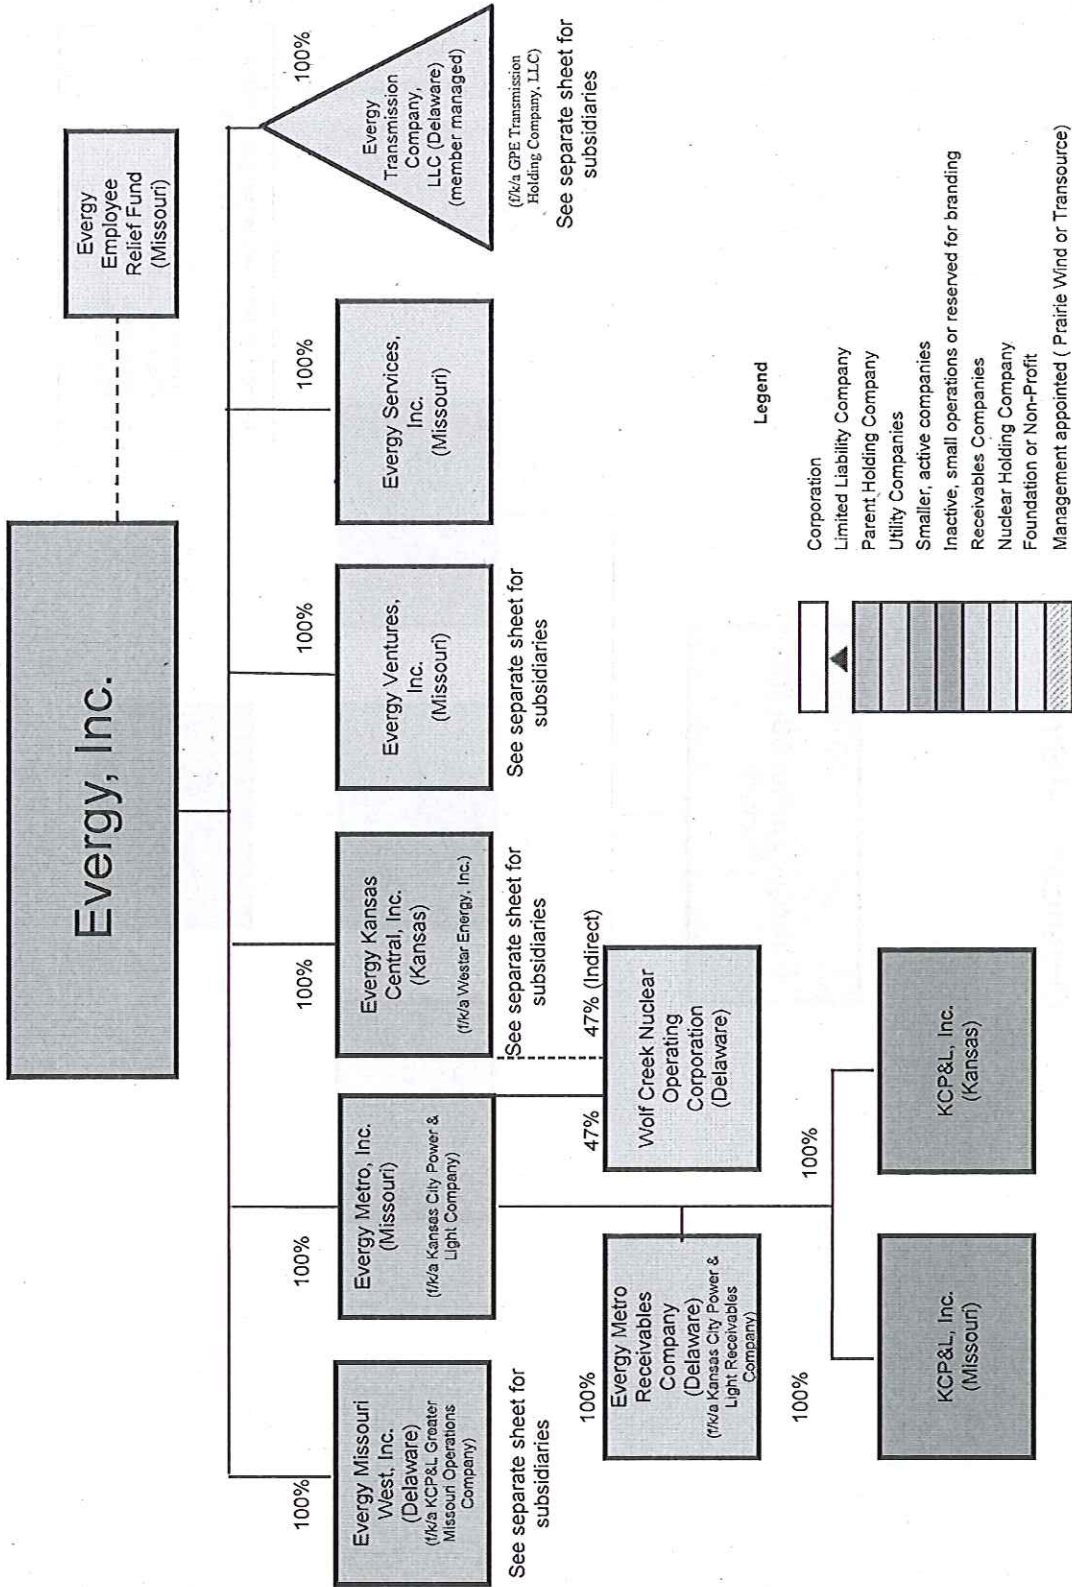 Evergy, Inc.
Evergy
Employee
Relief Fund
(Missouri)
100%
Evergy Missouri
West, Inc.
(Delaware)
(f/k/a KCP&L Greater
Missouri Operations
Company)
See separate sheet for
subsidiaries
100%
Evergy Metro, Inc.
(Missouri)
(f/k/a Kansas City Power &
Light Company)
100%
Evergy Kansas
Central, Inc.
(Kansas)
(f/k/a Westar Energy, Inc.)
See separate sheet for
subsidiaries
100%
Evergy Ventures,
Inc.
(Missouri)
See separate sheet for
subsidiaries
100%
Evergy Services,
Inc.
(Missouri)
100%
Evergy
Transmission
Company,
LLC (Delaware)
(member managed)
(f/k/a GPE Transmission
Holding Company, LLC)
See separate sheet for
subsidiaries
100%
Evergy Metro
Receivables
Company
(Delaware)
(f/k/a Kansas City Power &
Light Receivables
Company)
47%
47% (Indirect)
Wolf Creek Nuclear
Operating
Corporation
(Delaware)
100%
KCP&L, Inc.
(Missouri)
100%
KCP&L, Inc.
(Kansas)
Legend
Corporation
Limited Liability Company
Parent Holding Company
Utility Companies
Smaller, active companies
Inactive, small operations or reserved for branding
Receivables Companies
Nuclear Holding Company
Foundation or Non-Profit
Management appointed ( Prairie Wind or Transource)